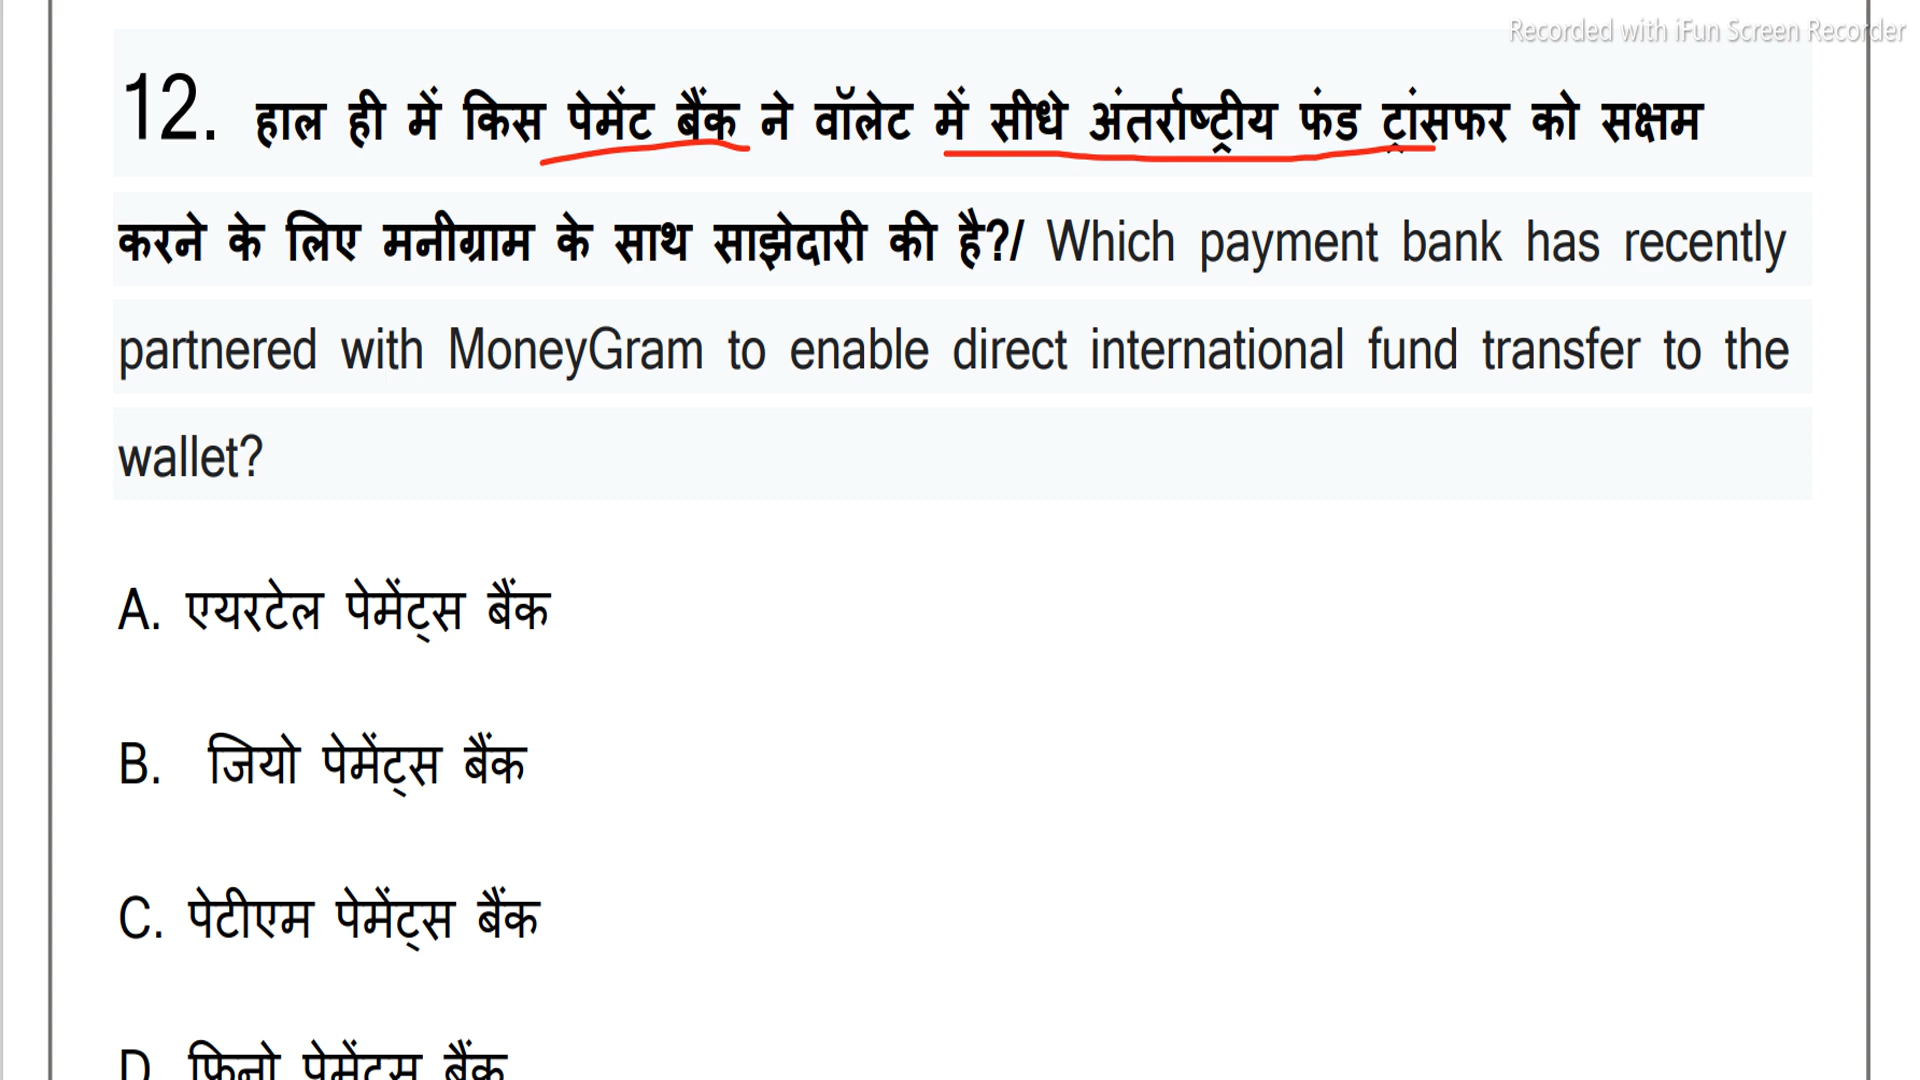 Recorded with iFun Screen Recorder
12. हाल ही में किस पेमेंट बैंक ने वॉलेट में सीधे अंतर्राष्ट्रीय फंड ट्रांसफर को सक्षम
करने के लिए मनीग्राम के साथ साझेदारी की है?/ Which payment bank has recently
partnered with MoneyGram to enable direct international fund transfer to the
wallet?
A. एयरटेल पेमेंट्स बैंक
B. जियो पेमेंट्स बैंक
C. पेटीएम पेमेंट्स बैंक
D. फिनो पेमेंट्स बैंक